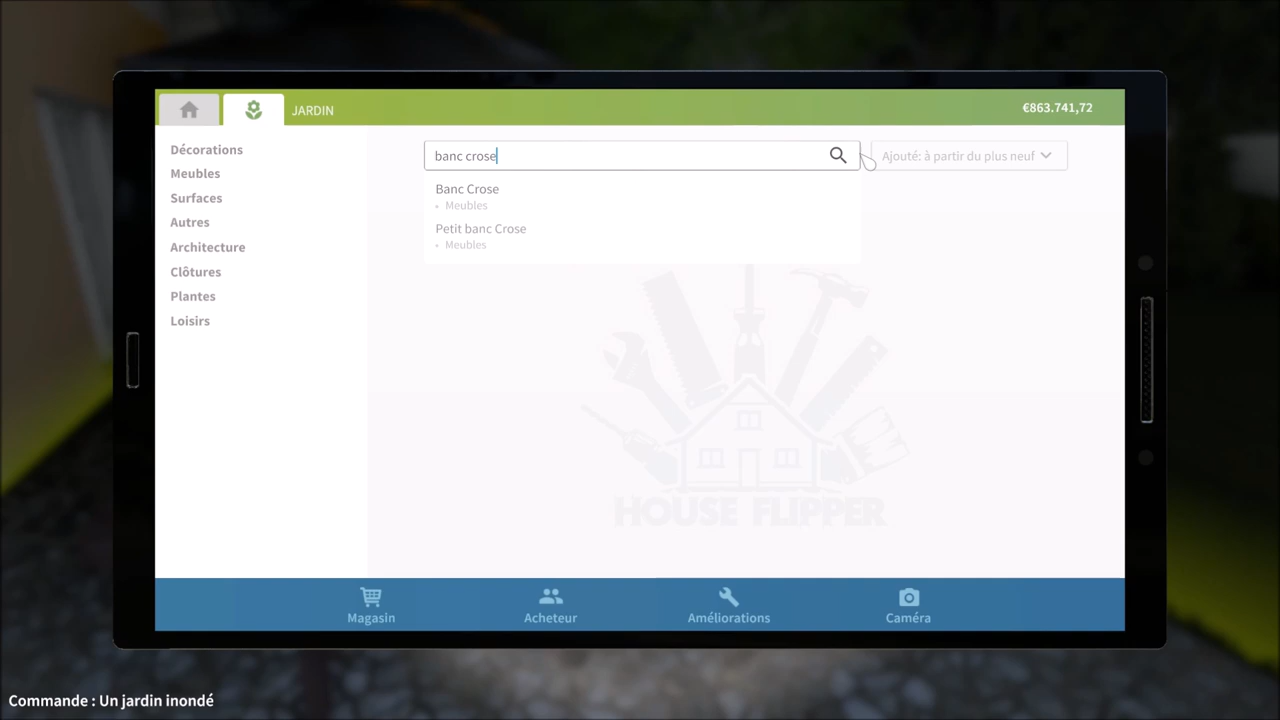 JARDIN
€863.741,72
Décorations
Meubles
Surfaces
Autres
Architecture
Clôtures
Plantes
Loisirs
banc crose
Ajouté: à partir du plus neuf
Banc Crose
• Meubles
Petit banc Crose
• Meubles
HOUSE FLIPPER
Magasin
Acheteur
Améliorations
Caméra
Commande : Un jardin inondé